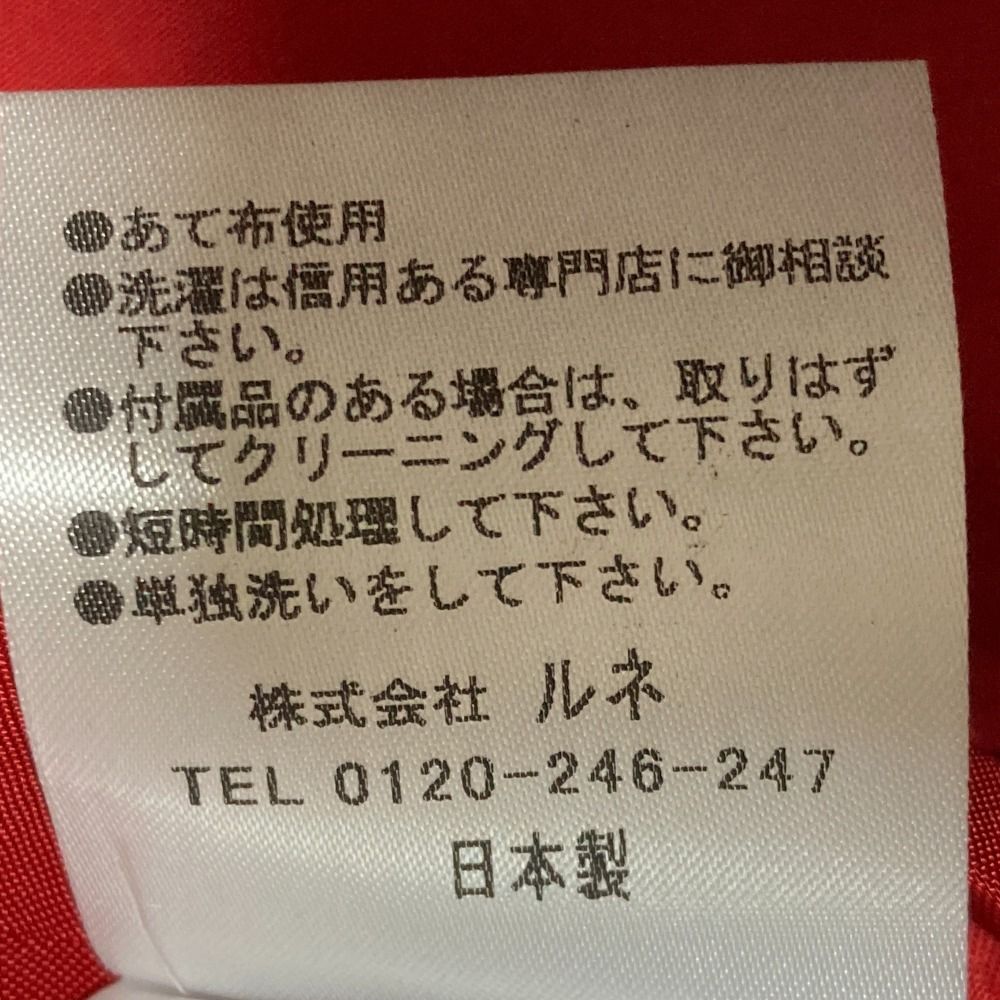 ●あて布使用
●洗濯は信用ある専門店に御相談
下さい。
●付属品のある場合は、取りはず
してクリーニングして下さい。
●短時間処理して下さい。
●単独洗いをして下さい。
株式会社 ルネ
TEL 0120-246-247
日本製